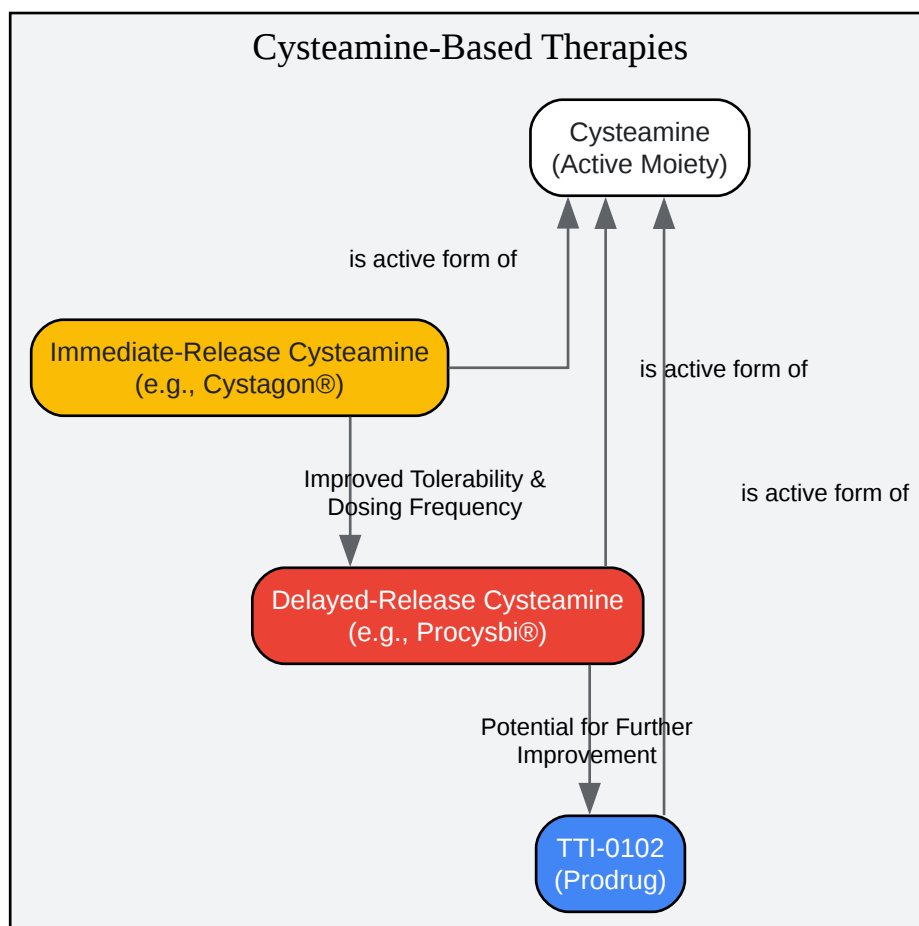 Cysteamine-Based Therapies
Cysteamine
(Active Moiety)
is active form of
Immediate-Release Cysteamine
(e.g., Cystagon®)
is active form of
Improved Tolerability &
Dosing Frequency
is active form of
Delayed-Release Cysteamine
(e.g., Procysbi®)
Potential for Further
Improvement
TTI-0102
(Prodrug)